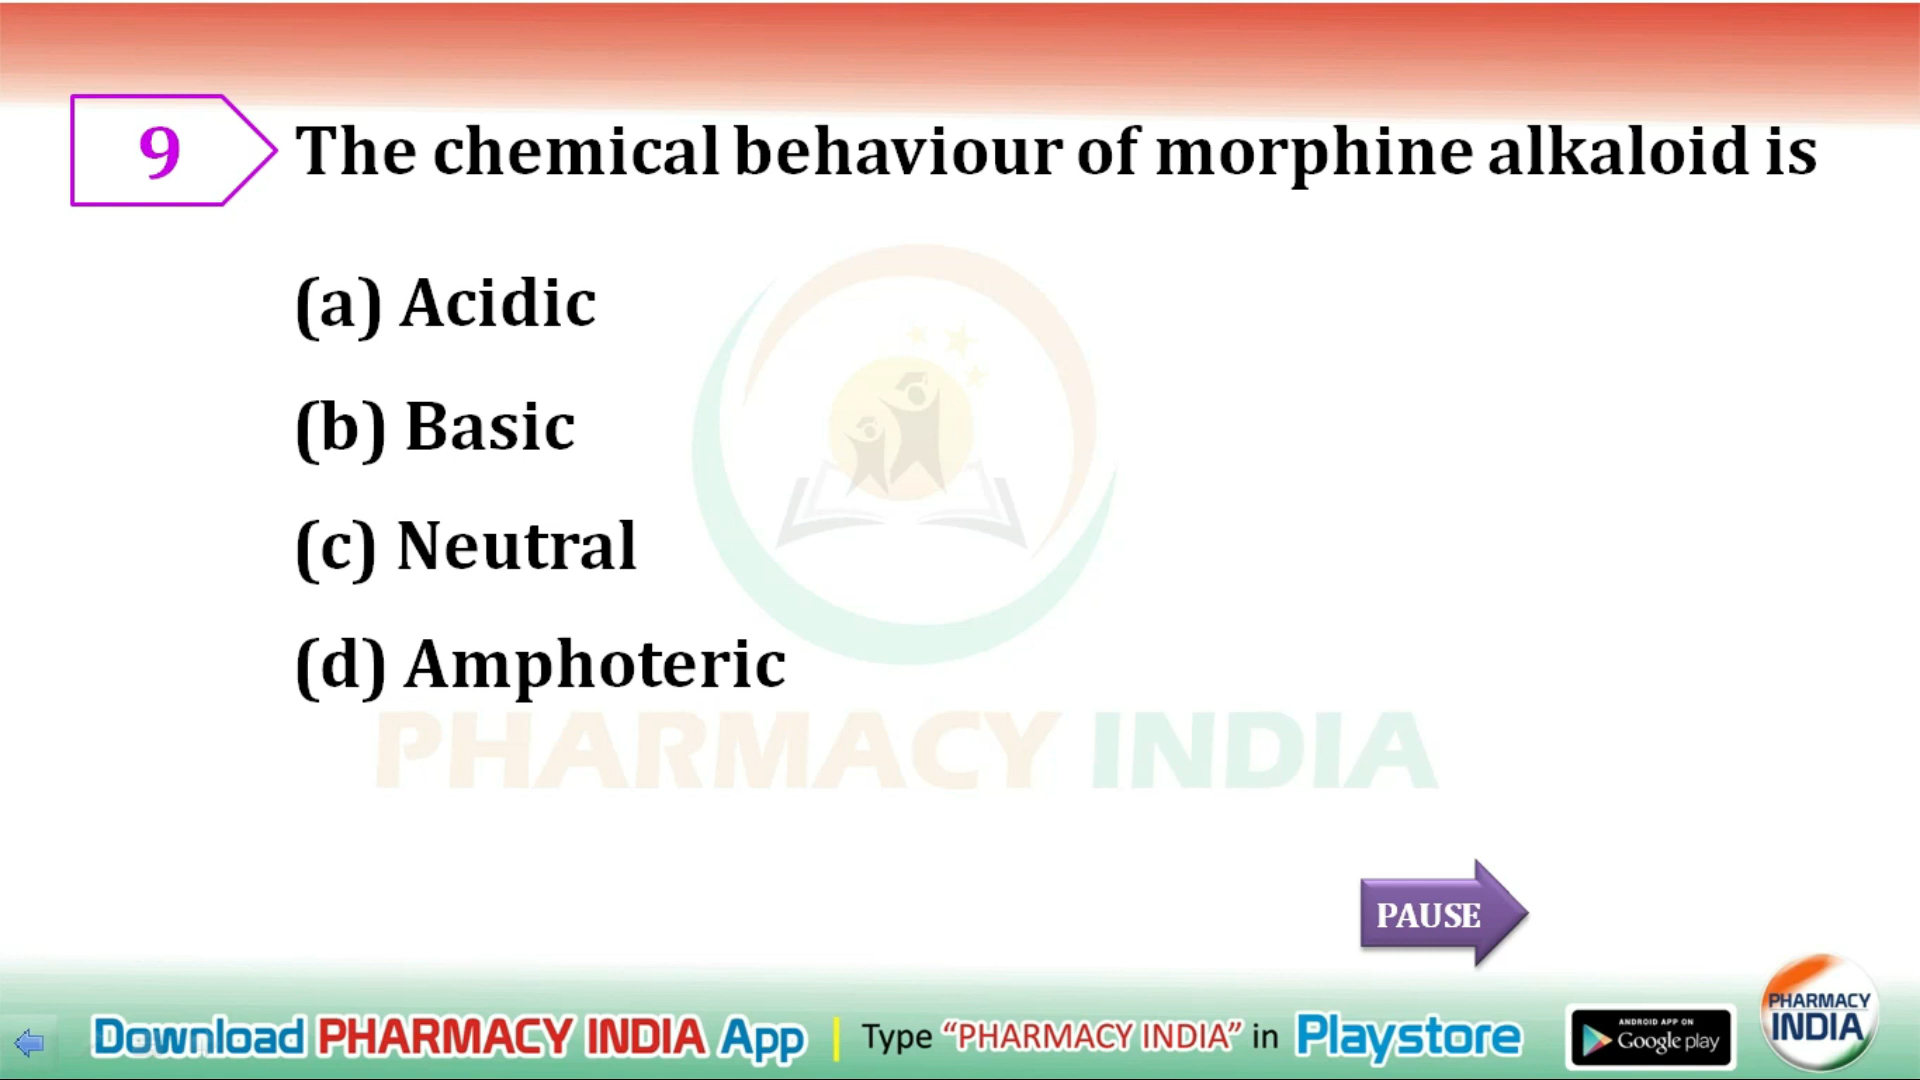 9 The chemical behaviour of morphine alkaloid is
(a) Acidic
(b) Basic
(c) Neutral
(d) Amphoteric
PHARMACY INDIA
PAUSE
Download PHARMACY INDIA App | Type “PHARMACY INDIA” in Playstore
ANDROID APP ON
Google play
PHARMACY
INDIA